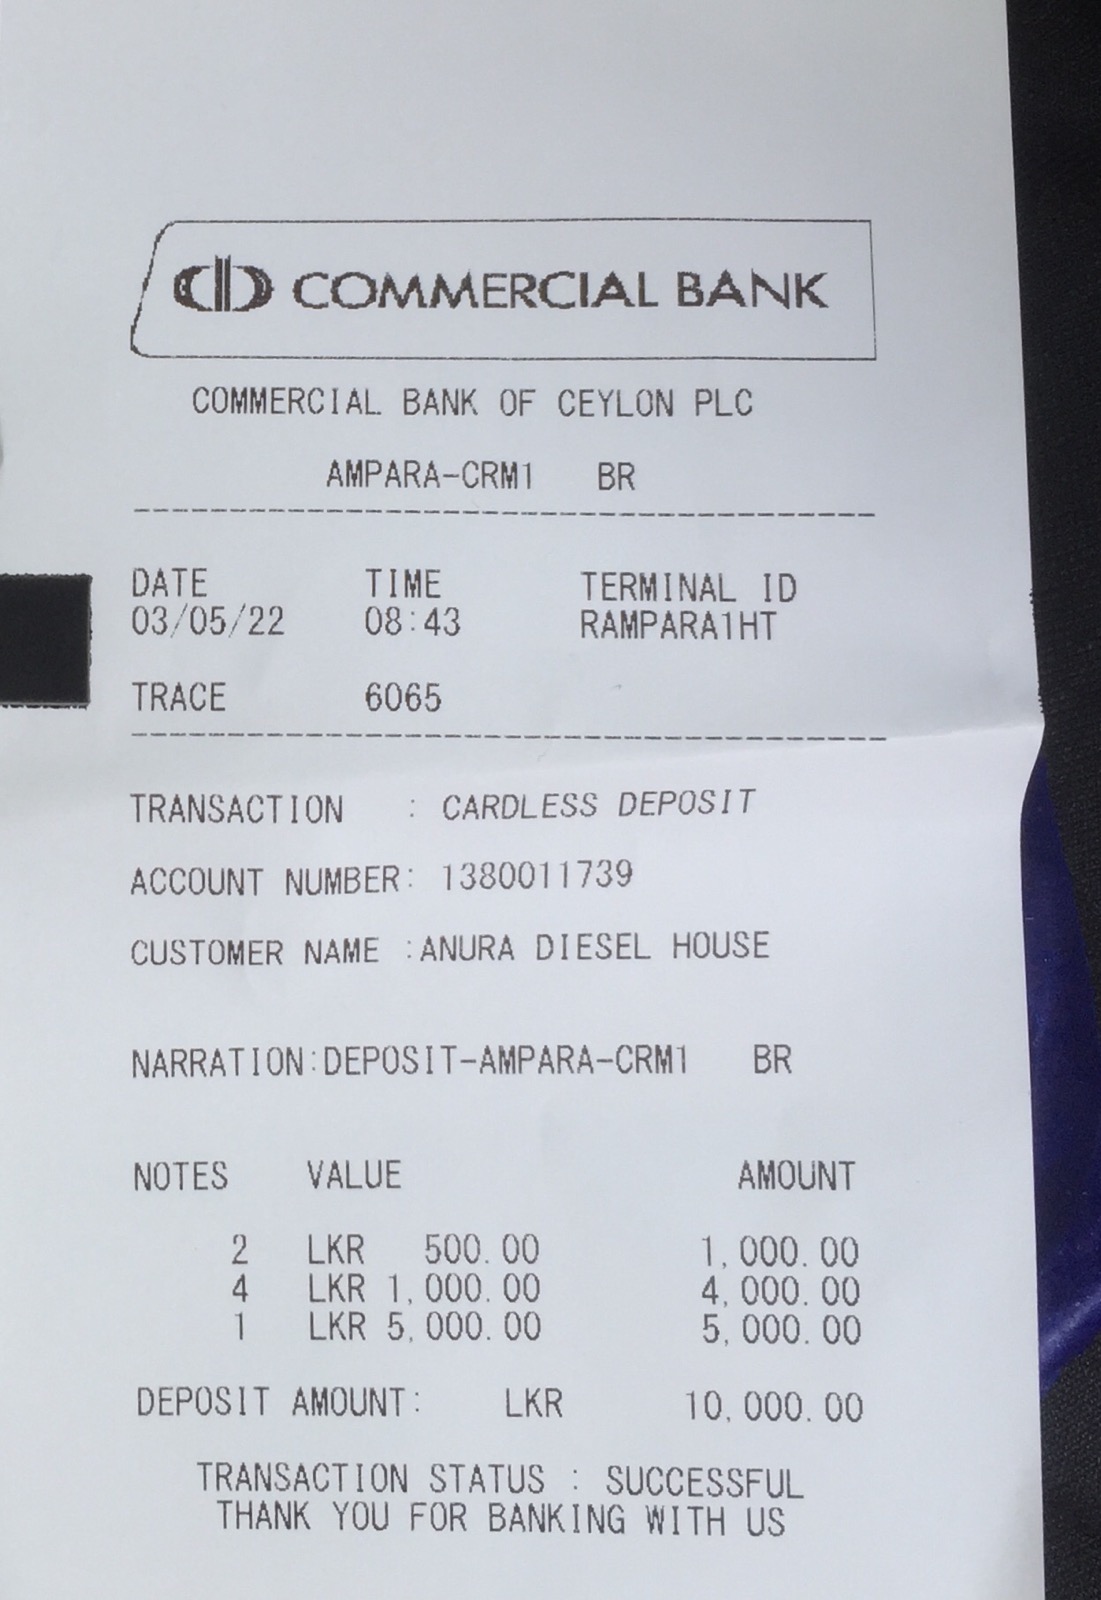 COMMERCIAL BANK
COMMERCIAL BANK OF CEYLON PLC
AMPARA-CRM1 BR
DATE TIME TERMINAL ID
03/05/22 08:43 RAMPARA1HT
TRACE 6065
TRANSACTION : CARDLESS DEPOSIT
ACCOUNT NUMBER: 1380011739
CUSTOMER NAME :ANURA DIESEL HOUSE
NARRATION:DEPOSIT-AMPARA-CRM1 BR
NOTES VALUE AMOUNT
2 LKR 500.00 1,000.00
4 LKR 1,000.00 4,000.00
1 LKR 5,000.00 5,000.00
DEPOSIT AMOUNT: LKR 10,000.00
TRANSACTION STATUS : SUCCESSFUL
THANK YOU FOR BANKING WITH US